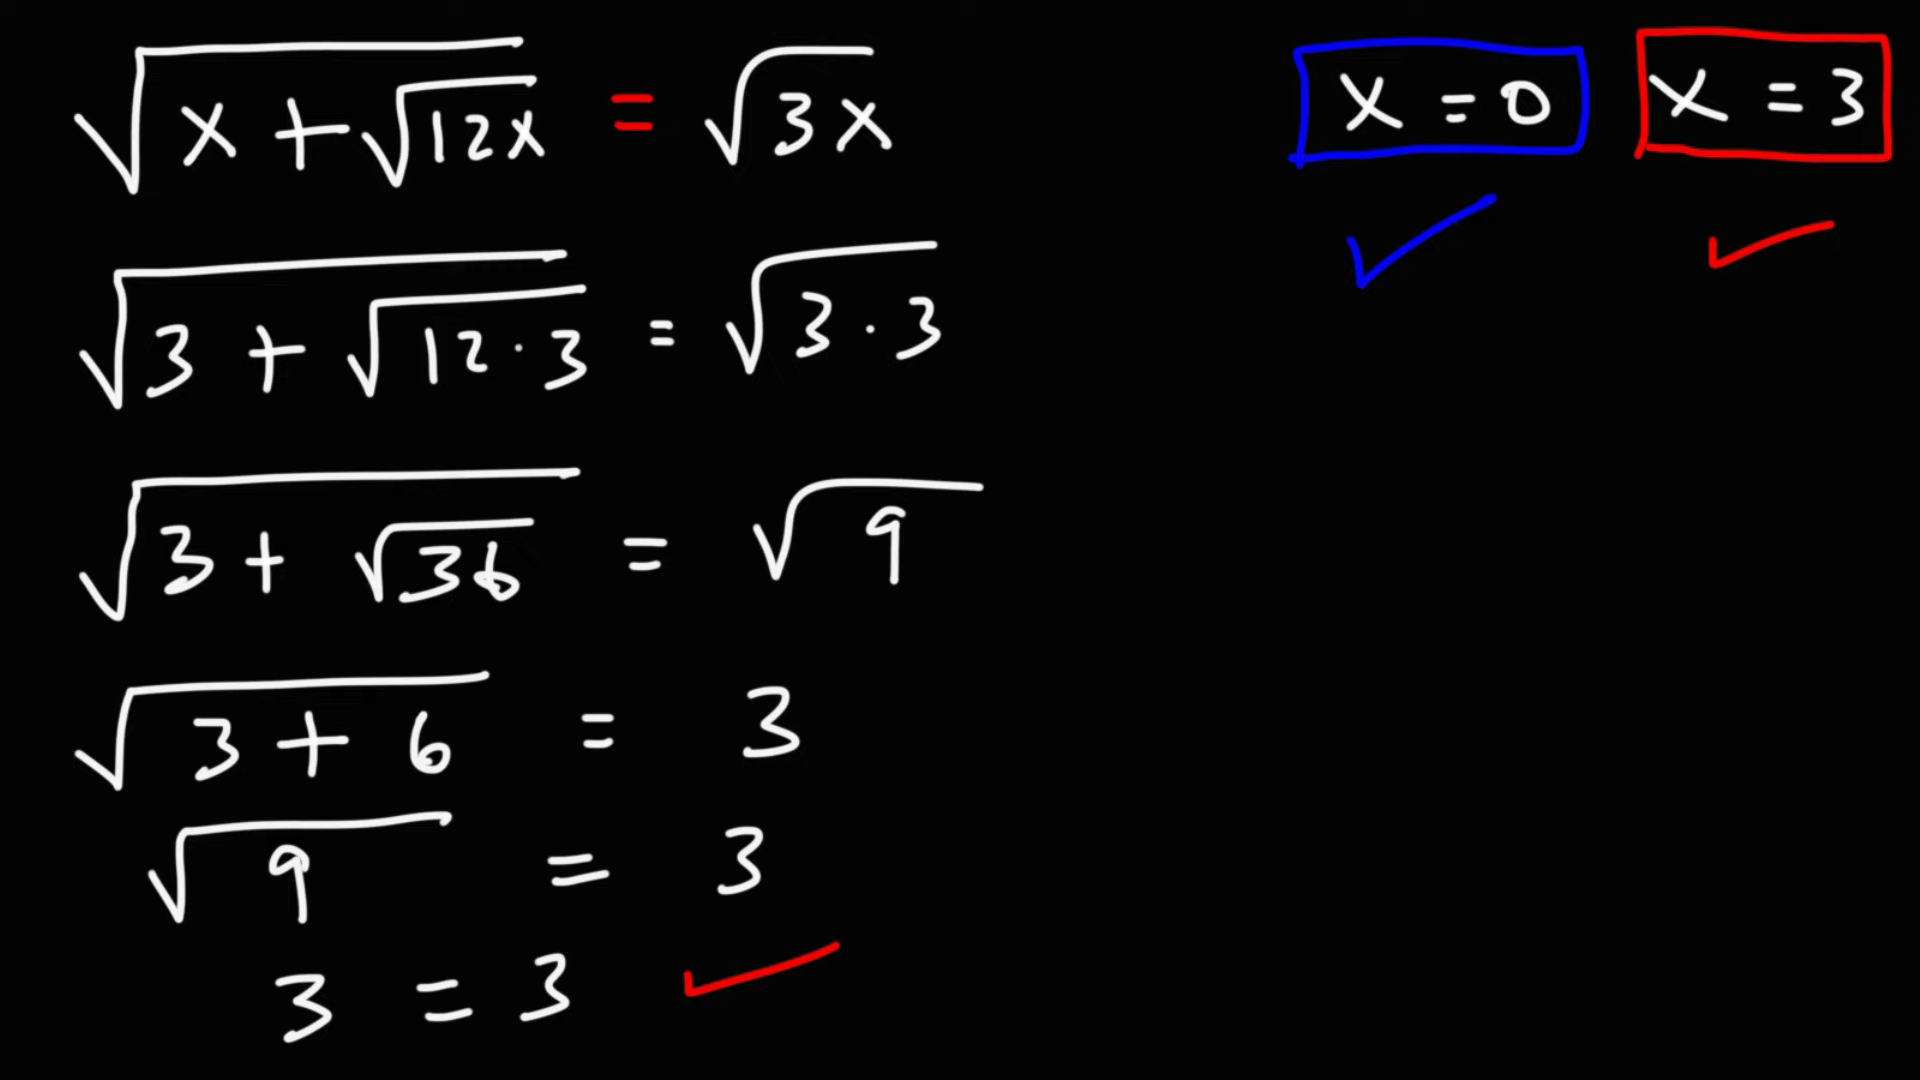 √(x + √(12x)) = √(3x)
x = 0
x = 3
√(3 + √(12·3)) = √(3·3)
√(3 + √36) = √9
√(3 + 6) = 3
√9 = 3
3 = 3 ✓